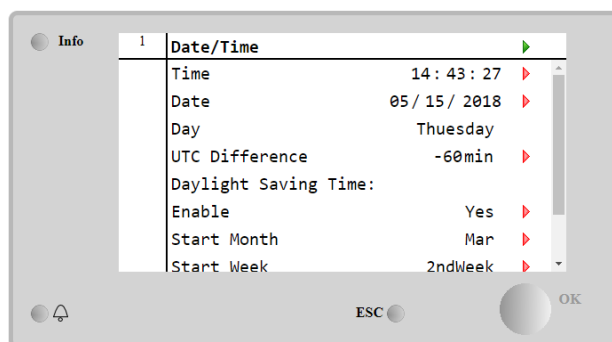 Info
1 Date/Time
Time 14:43:27
Date 05/15/2018
Day Thuesday
UTC Difference -60min
Daylight Saving Time:
Enable Yes
Start Month Mar
Start Week 2ndWeek
ESC
OK